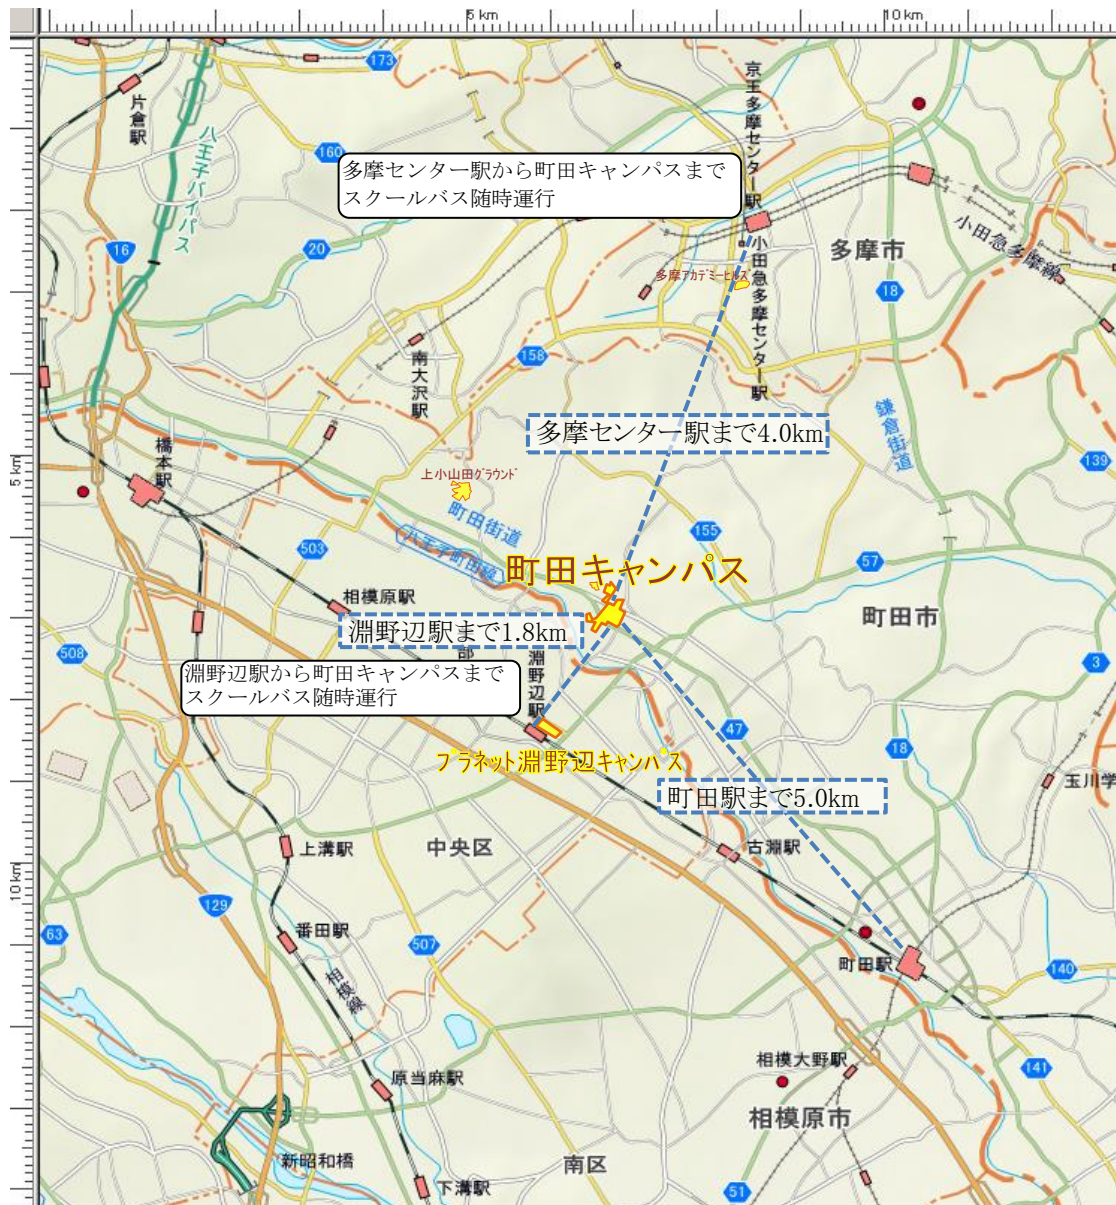 5 km
10 km
173
片倉駅
八王子バイパス
京王多摩センター駅
160
多摩センター駅から町田キャンパスまで
スクールバス随時運行
16
20
小田急多摩線
多摩市
多摩アカデミーヒルズ
小田急多摩センター駅
18
158
南大沢駅
鎌倉街道
多摩センター駅まで4.0km
139
5 km
橋本駅
上小山田グラウンド
町田街道
155
503
八王子町田線
町田キャンパス
57
相模原駅
町田市
淵野辺駅まで1.8km
部
508
淵野辺駅
3
淵野辺駅から町田キャンパスまで
スクールバス随時運行
47
18
プラネット淵野辺キャンパス
玉川学
町田駅まで5.0km
上溝駅
中央区
古淵駅
10 km
129
番田駅
63
507
町田駅
140
相模線
原当麻駅
相模大野駅
141
相模原市
新昭和橋
南区
下溝駅
51